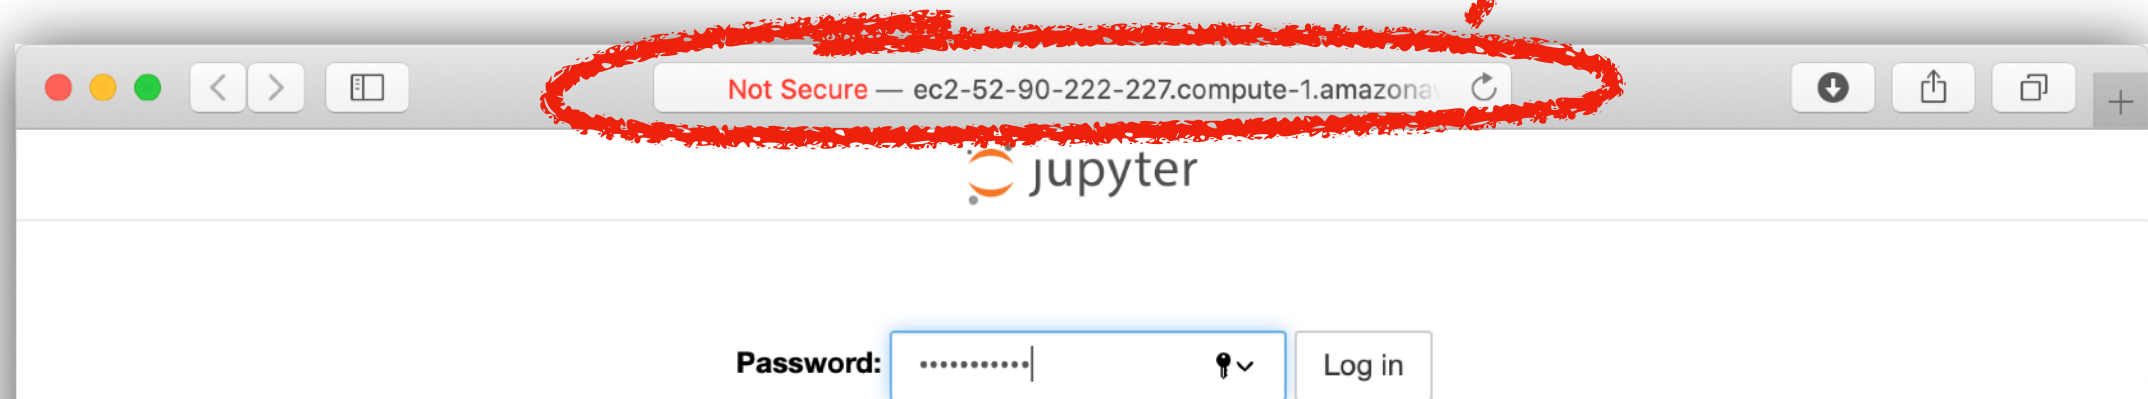 Not Secure — ec2-52-90-222-227.compute-1.amazona
jupyter
Password: ••••••••••• Log in